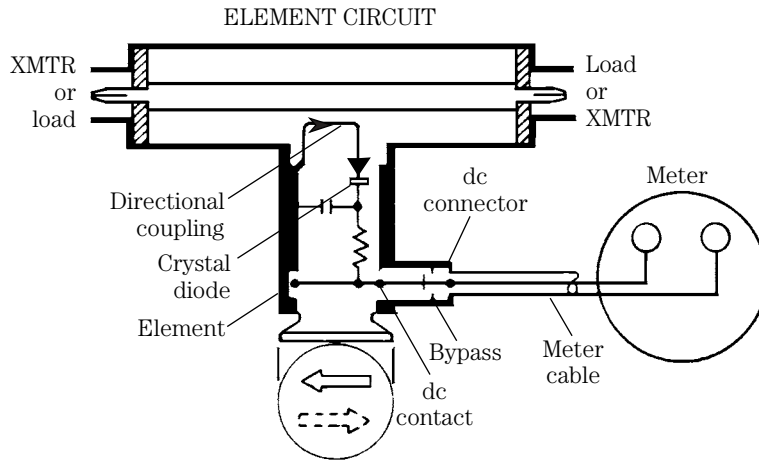 ELEMENT CIRCUIT
XMTR
or
load
Load
or
XMTR
Directional
coupling
Crystal
diode
Element
dc
connector
Meter
Bypass
dc
contact
Meter
cable